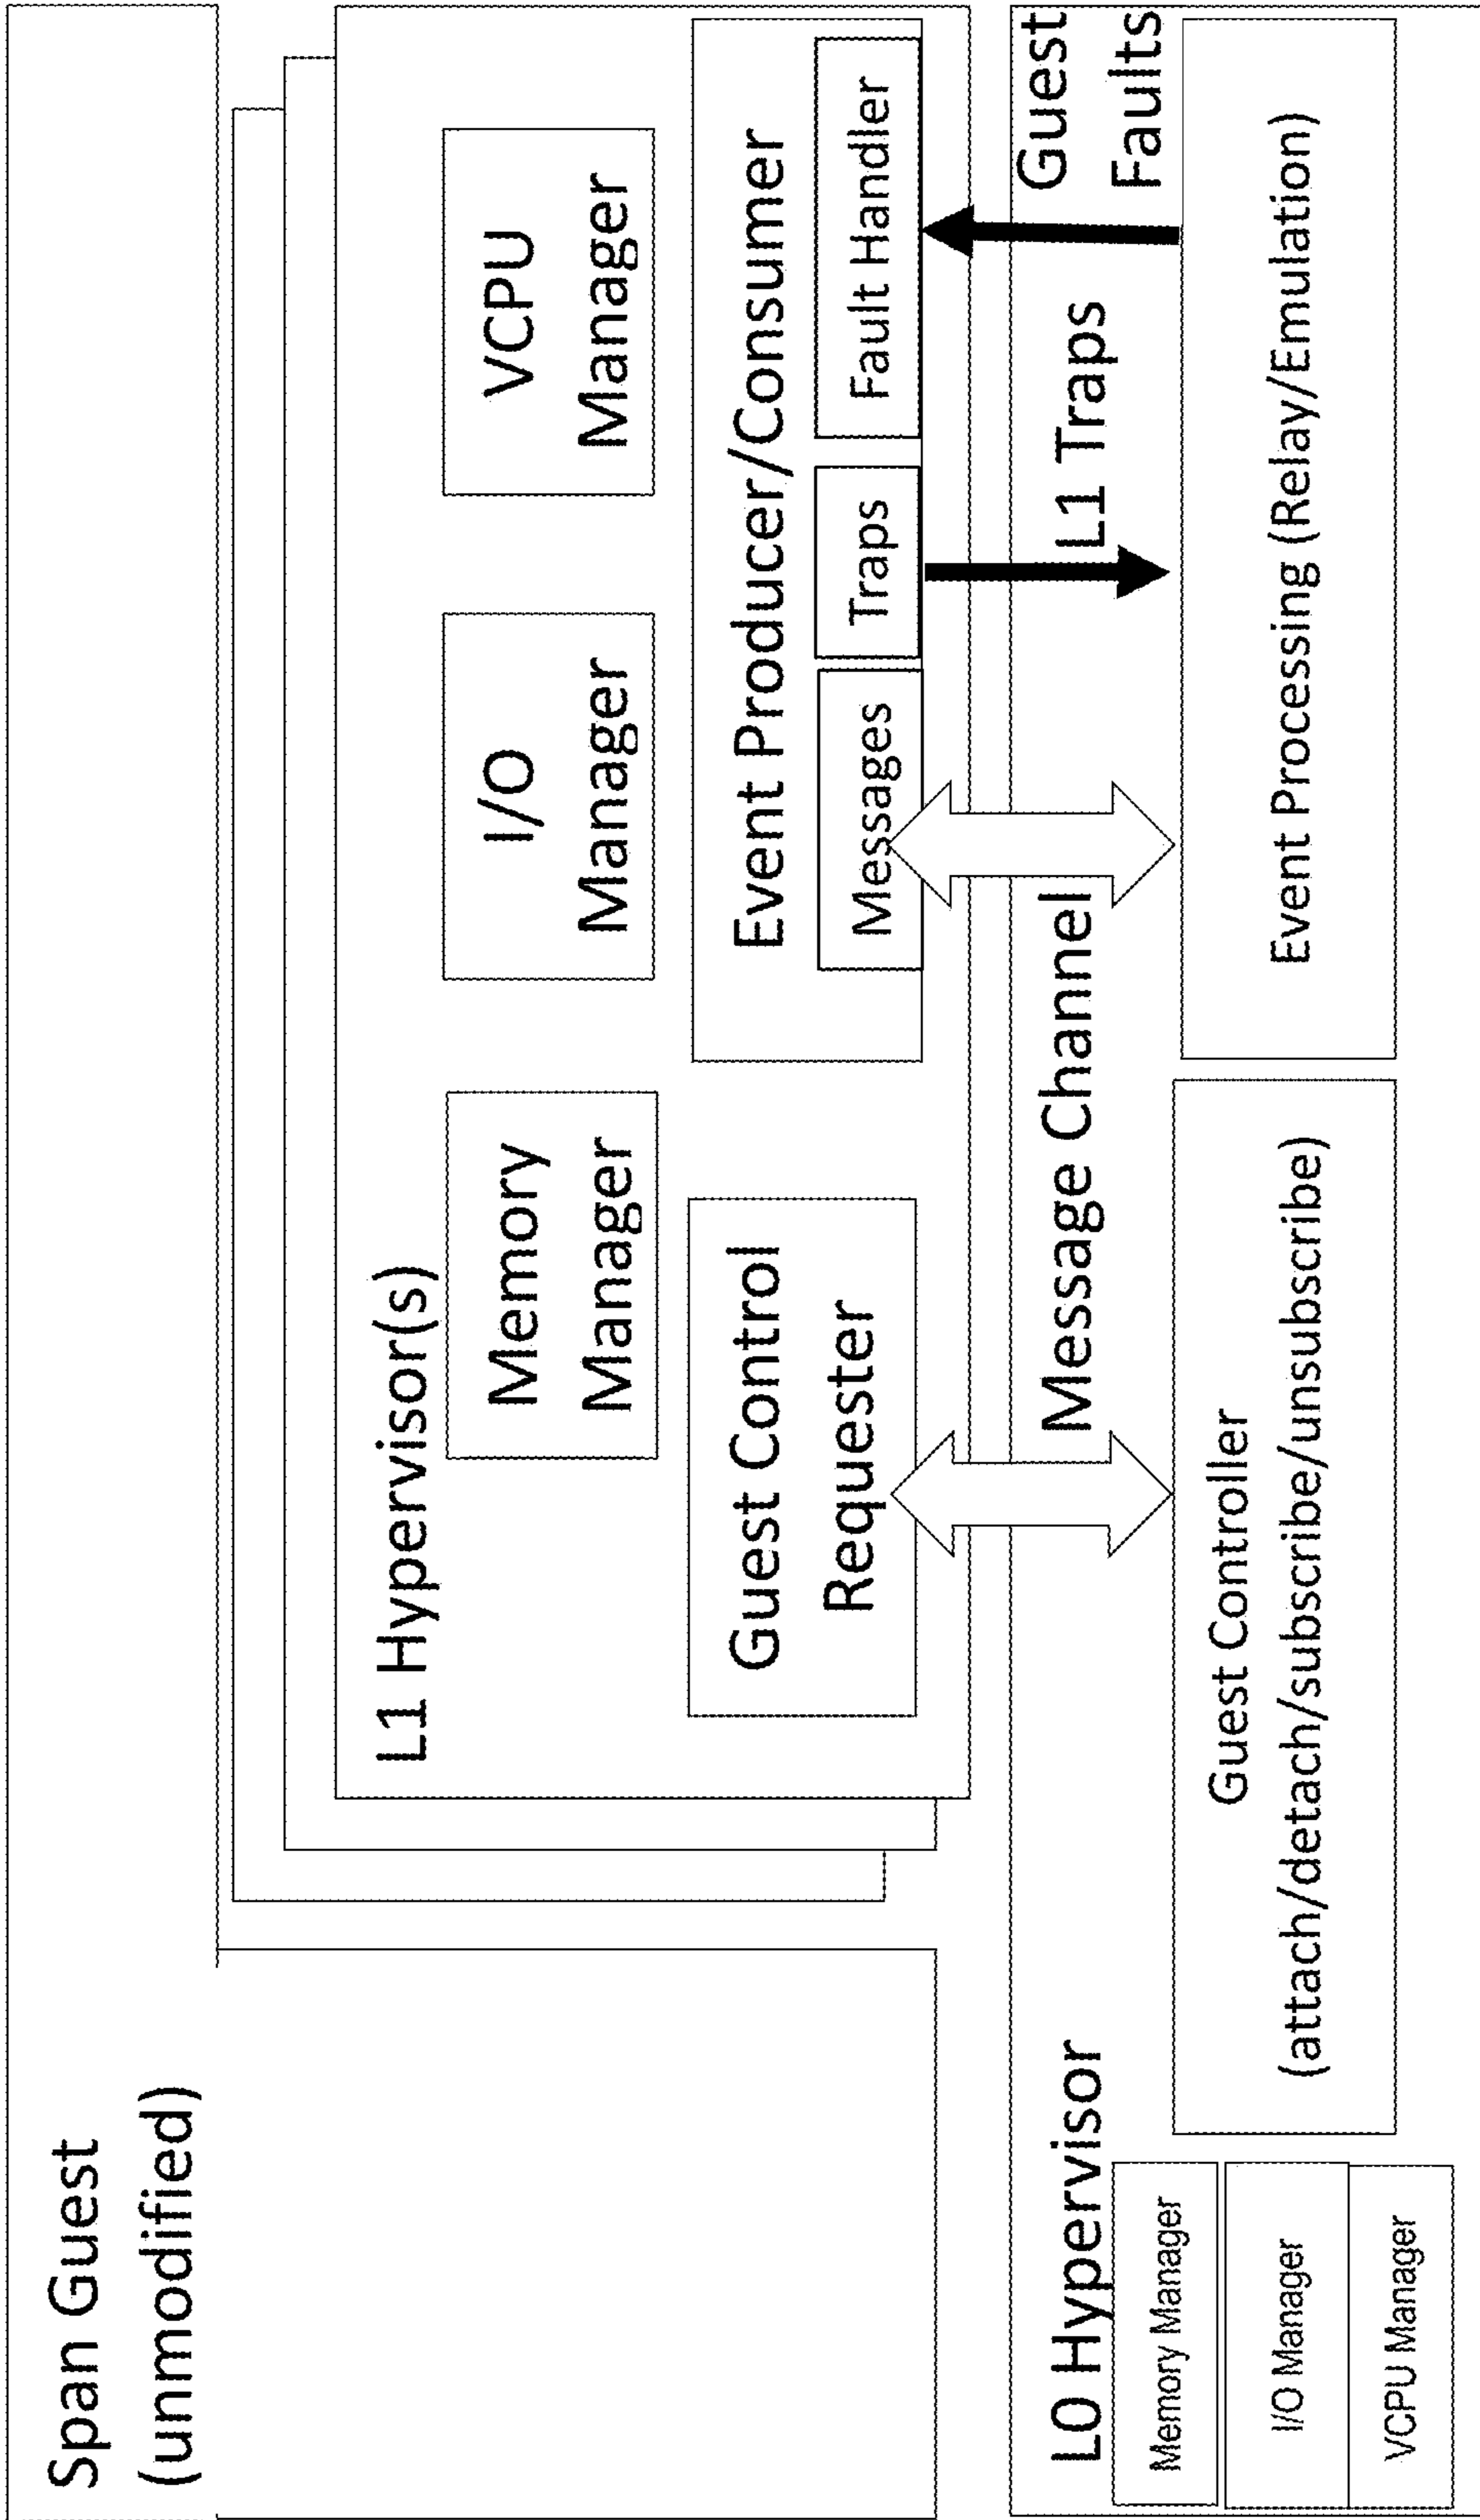 Span Guest
(unmodified)
L1 Hypervisor(s)
Memory
Manager
I/O
Manager
VCPU
Manager
Guest Control
Requester
Event Producer/Consumer
Messages
Traps
Fault Handler
L0 Hypervisor
Message Channel
L1 Traps
Guest
Faults
Memory Manager
I/O Manager
VCPU Manager
Guest Controller
(attach/detach/subscribe/unsubscribe)
Event Processing (Relay/Emulation)